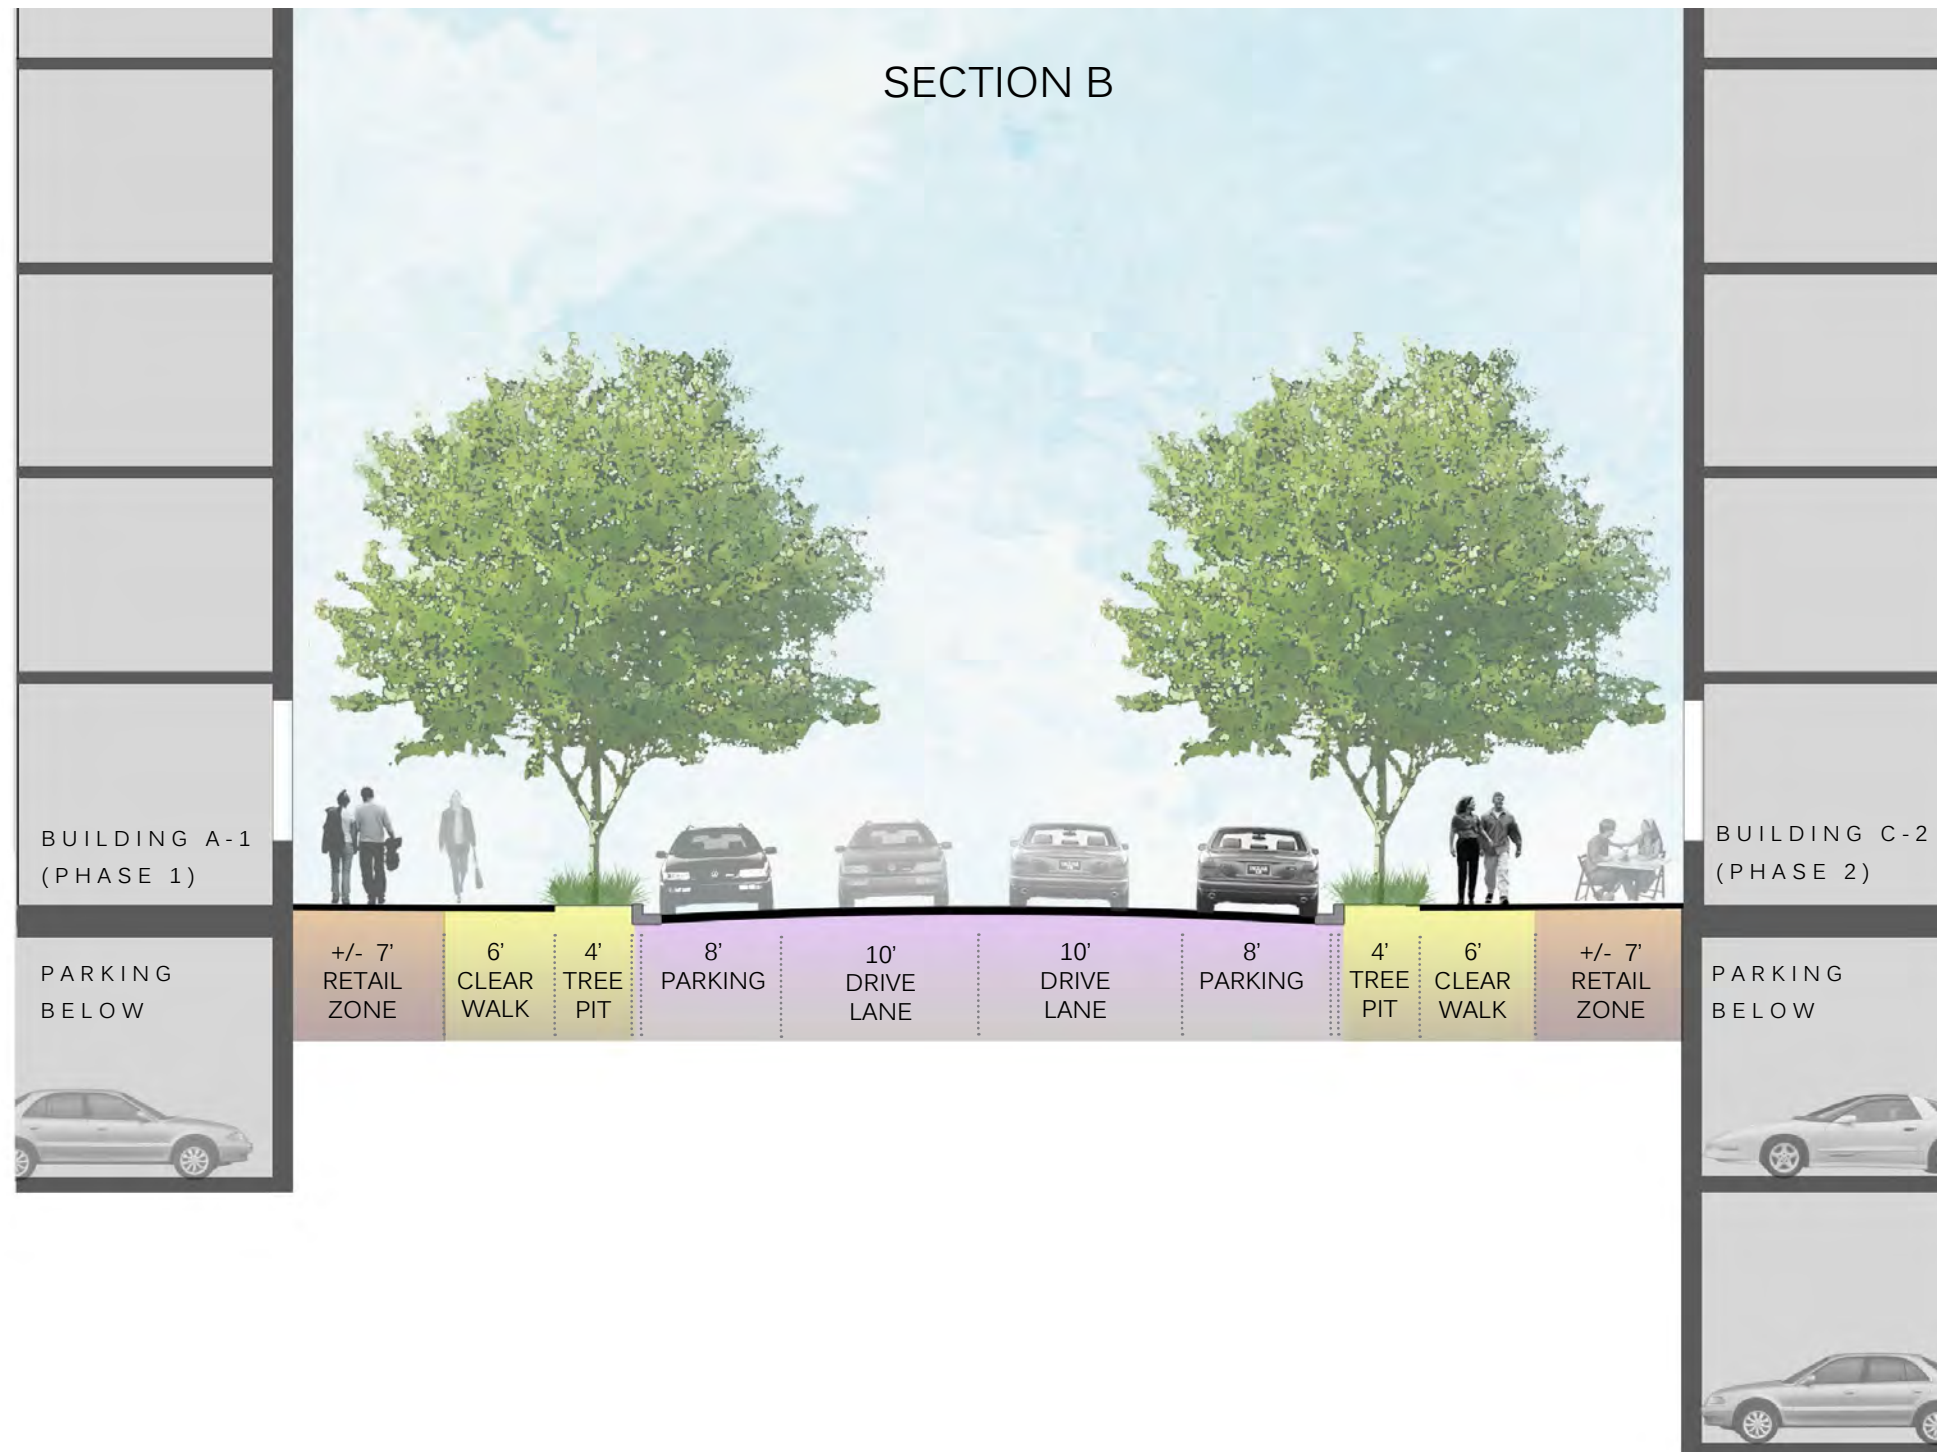 SECTION B
BUILDING A-1
(PHASE 1)
BUILDING C-2
(PHASE 2)
PARKING
BELOW
+/- 7’
RETAIL
ZONE
6’
CLEAR
WALK
4’
TREE
PIT
8’
PARKING
10’
DRIVE
LANE
10’
DRIVE
LANE
8’
PARKING
4’
TREE
PIT
6’
CLEAR
WALK
+/- 7’
RETAIL
ZONE
PARKING
BELOW